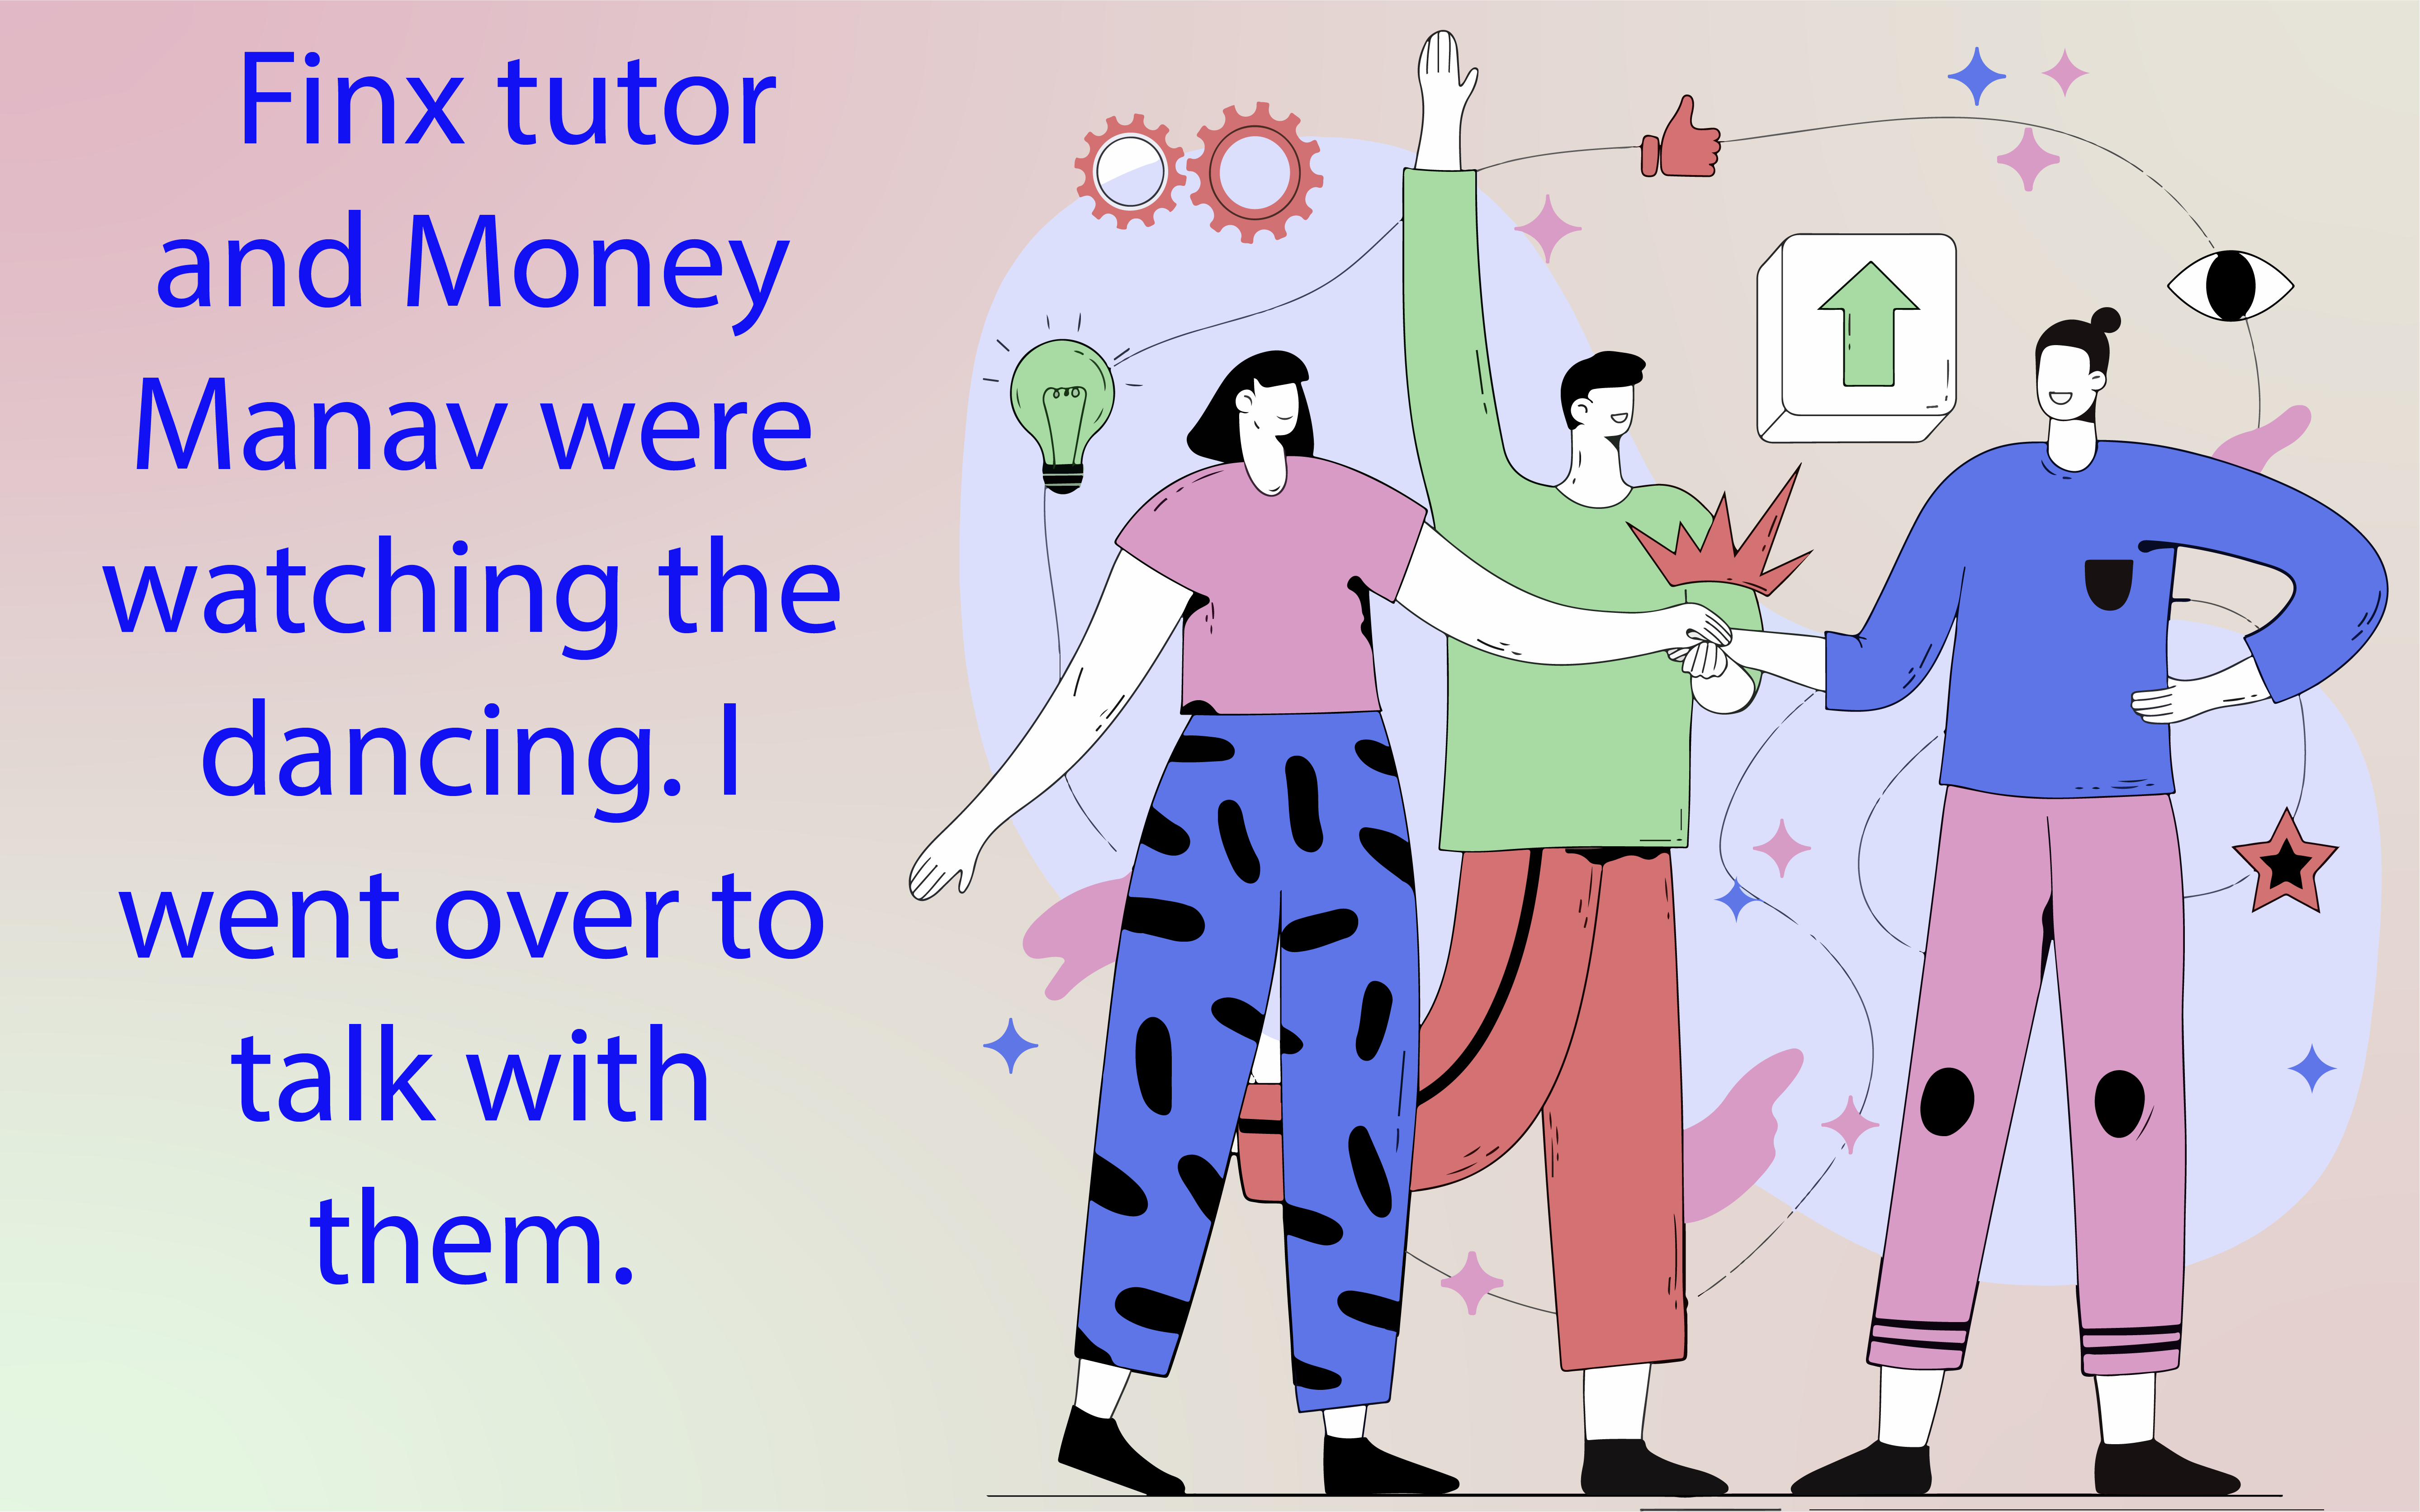 Finx tutor
and Money
Manav were
watching the
dancing. I
went over to
talk with
them.